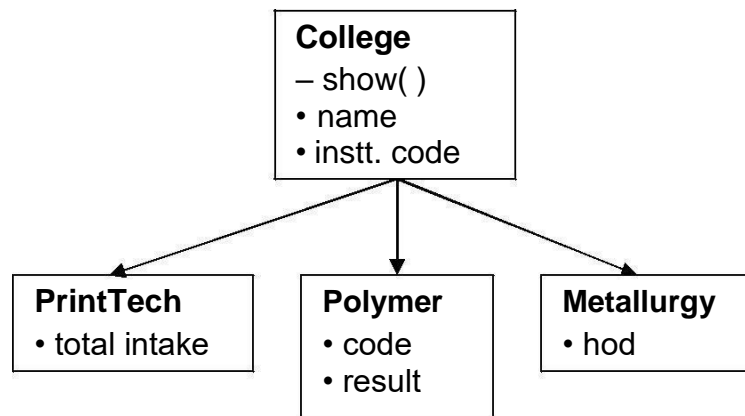 College
– show( )
• name
• instt. code
PrintTech
• total intake
Polymer
• code
• result
Metallurgy
• hod